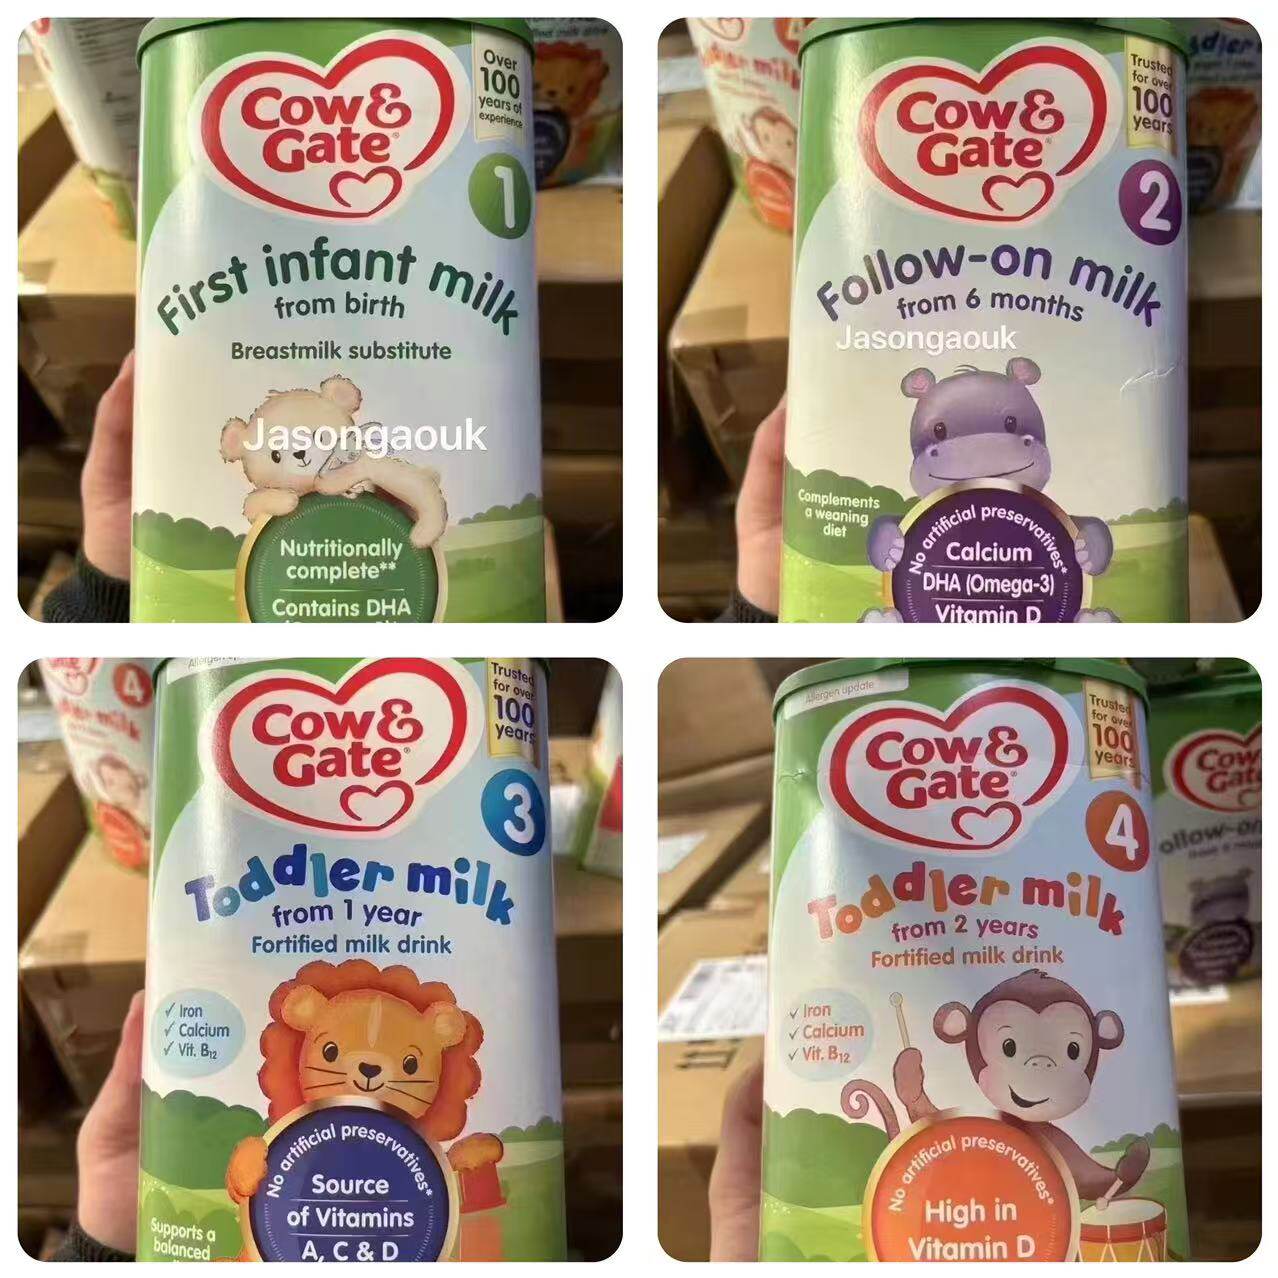 Cow &
Gate®
Over
100
years of
experience
1
First infant milk
from birth
Breastmilk substitute
Jasongaouk
Nutritionally
complete**
Contains DHA
Cow &
Gate®
Trusted
for over
100
years
2
Follow-on milk
from 6 months
Jasongaouk
Complements
a weaning
diet
No artificial preservatives*
Calcium
DHA (Omega-3)
Vitamin D
4
Cow &
Gate®
Trusted
for over
100
years
3
Toddler milk
from 1 year
Fortified milk drink
✓ Iron
✓ Calcium
✓ Vit. B12
No artificial preservatives*
Source
of Vitamins
A, C & D
Supports a
balanced
Allergen update
Cow &
Gate®
Trusted
for over
100
years
4
Toddler milk
from 2 years
Fortified milk drink
✓ Iron
✓ Calcium
✓ Vit. B12
No artificial preservatives*
High in
Vitamin D
Cow